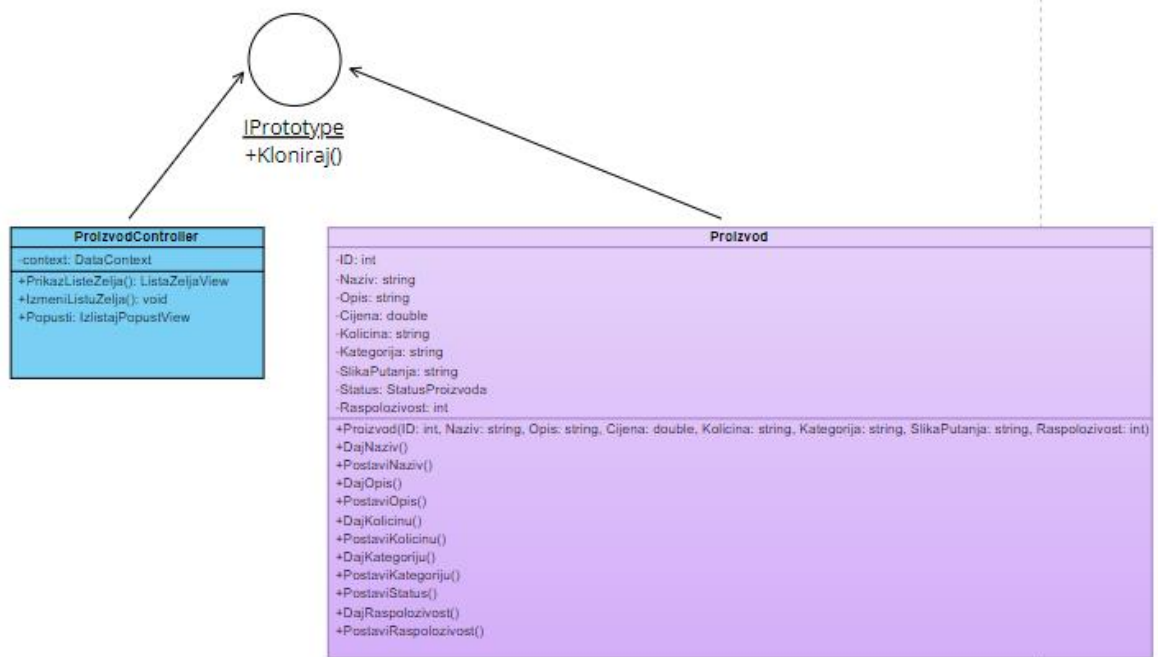 IPrototype
+Kloniraj()
ProizvodController
-context: DataContext
+PrikazListeZelja(): ListaZeljaView
+IzmeniListuZelja(): void
+Popusti: IzlistajPopustView
Proizvod
-ID: int
-Naziv: string
-Opis: string
-Cijena: double
-Kolicina: string
-Kategorija: string
-SlikaPutanja: string
-Status: StatusProizvoda
-Raspolozivost: int
+Proizvod(ID: int, Naziv: string, Opis: string, Cijena: double, Kolicina: string, Kategorija: string, SlikaPutanja: string, Raspolozivost: int)
+DajNaziv()
+PostaviNaziv()
+DajOpis()
+PostaviOpis()
+DajKolicinu()
+PostaviKolicinu()
+DajKategoriju()
+PostaviKategoriju()
+PostaviStatus()
+DajRaspolozivost()
+PostaviRaspolozivost()